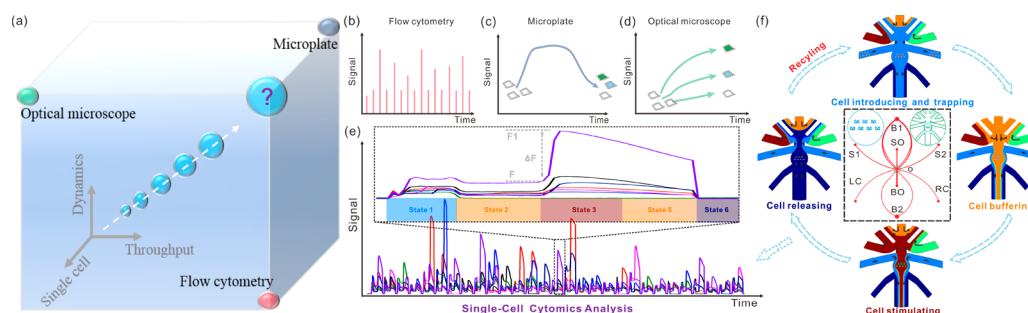 (a)
Microplate
Optical microscope
?
Dynamics
Throughput
Single cell
Flow cytometry
(b)
Flow cytometry
Signal
Time
(c)
Microplate
Signal
Time
(d)
Optical microscope
Signal
Time
(e)
F1
ΔF
F
State 1
State 2
State 3
State 5
State 6
Signal
Time
Single-Cell Cytomics Analysis
(f)
Recyling
Cell introducing and trapping
B1
SO
S1
S2
O
LC
RC
BO
B2
Cell releasing
Cell bufferin
Cell stimulating